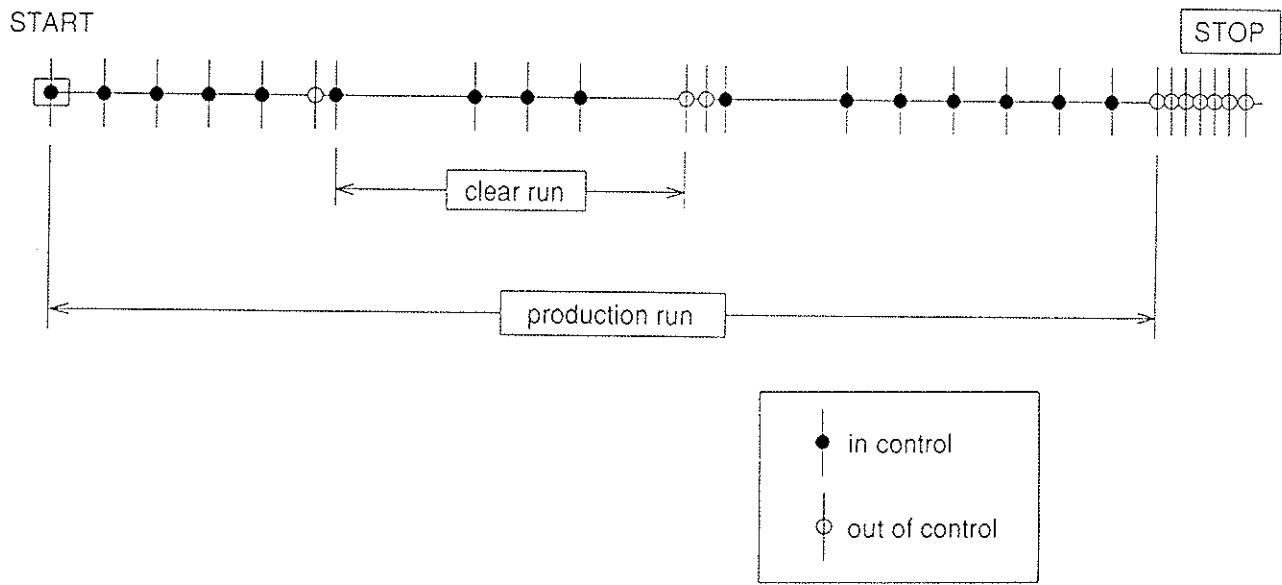 START
STOP
clear run
production run
in control
out of control